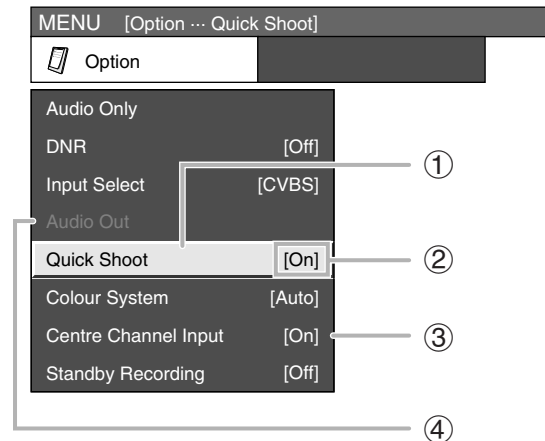 MENU [Option ··· Quick Shoot]
Option
Audio Only
DNR [Off]
①
Input Select [CVBS]
Audio Out
Quick Shoot [On] ②
Colour System [Auto]
Centre Channel Input [On] ③
Standby Recording [Off]
④